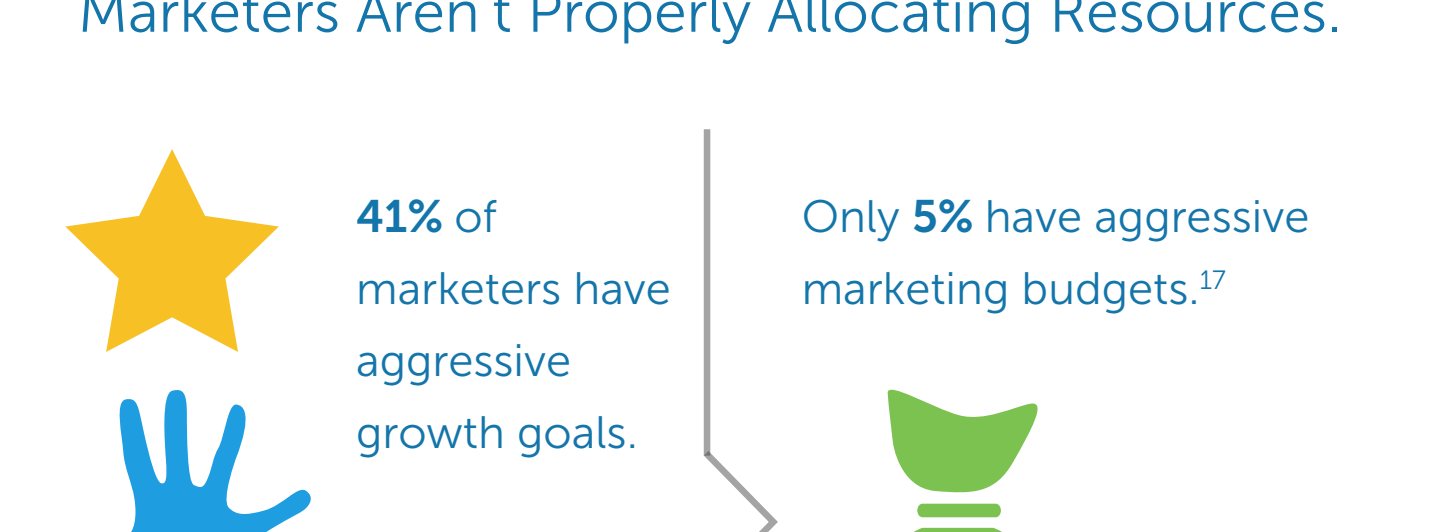 Marketers Aren't Properly Allocating Resources.
41% of
marketers have
aggressive
growth goals.
Only 5% have aggressive
marketing budgets.17